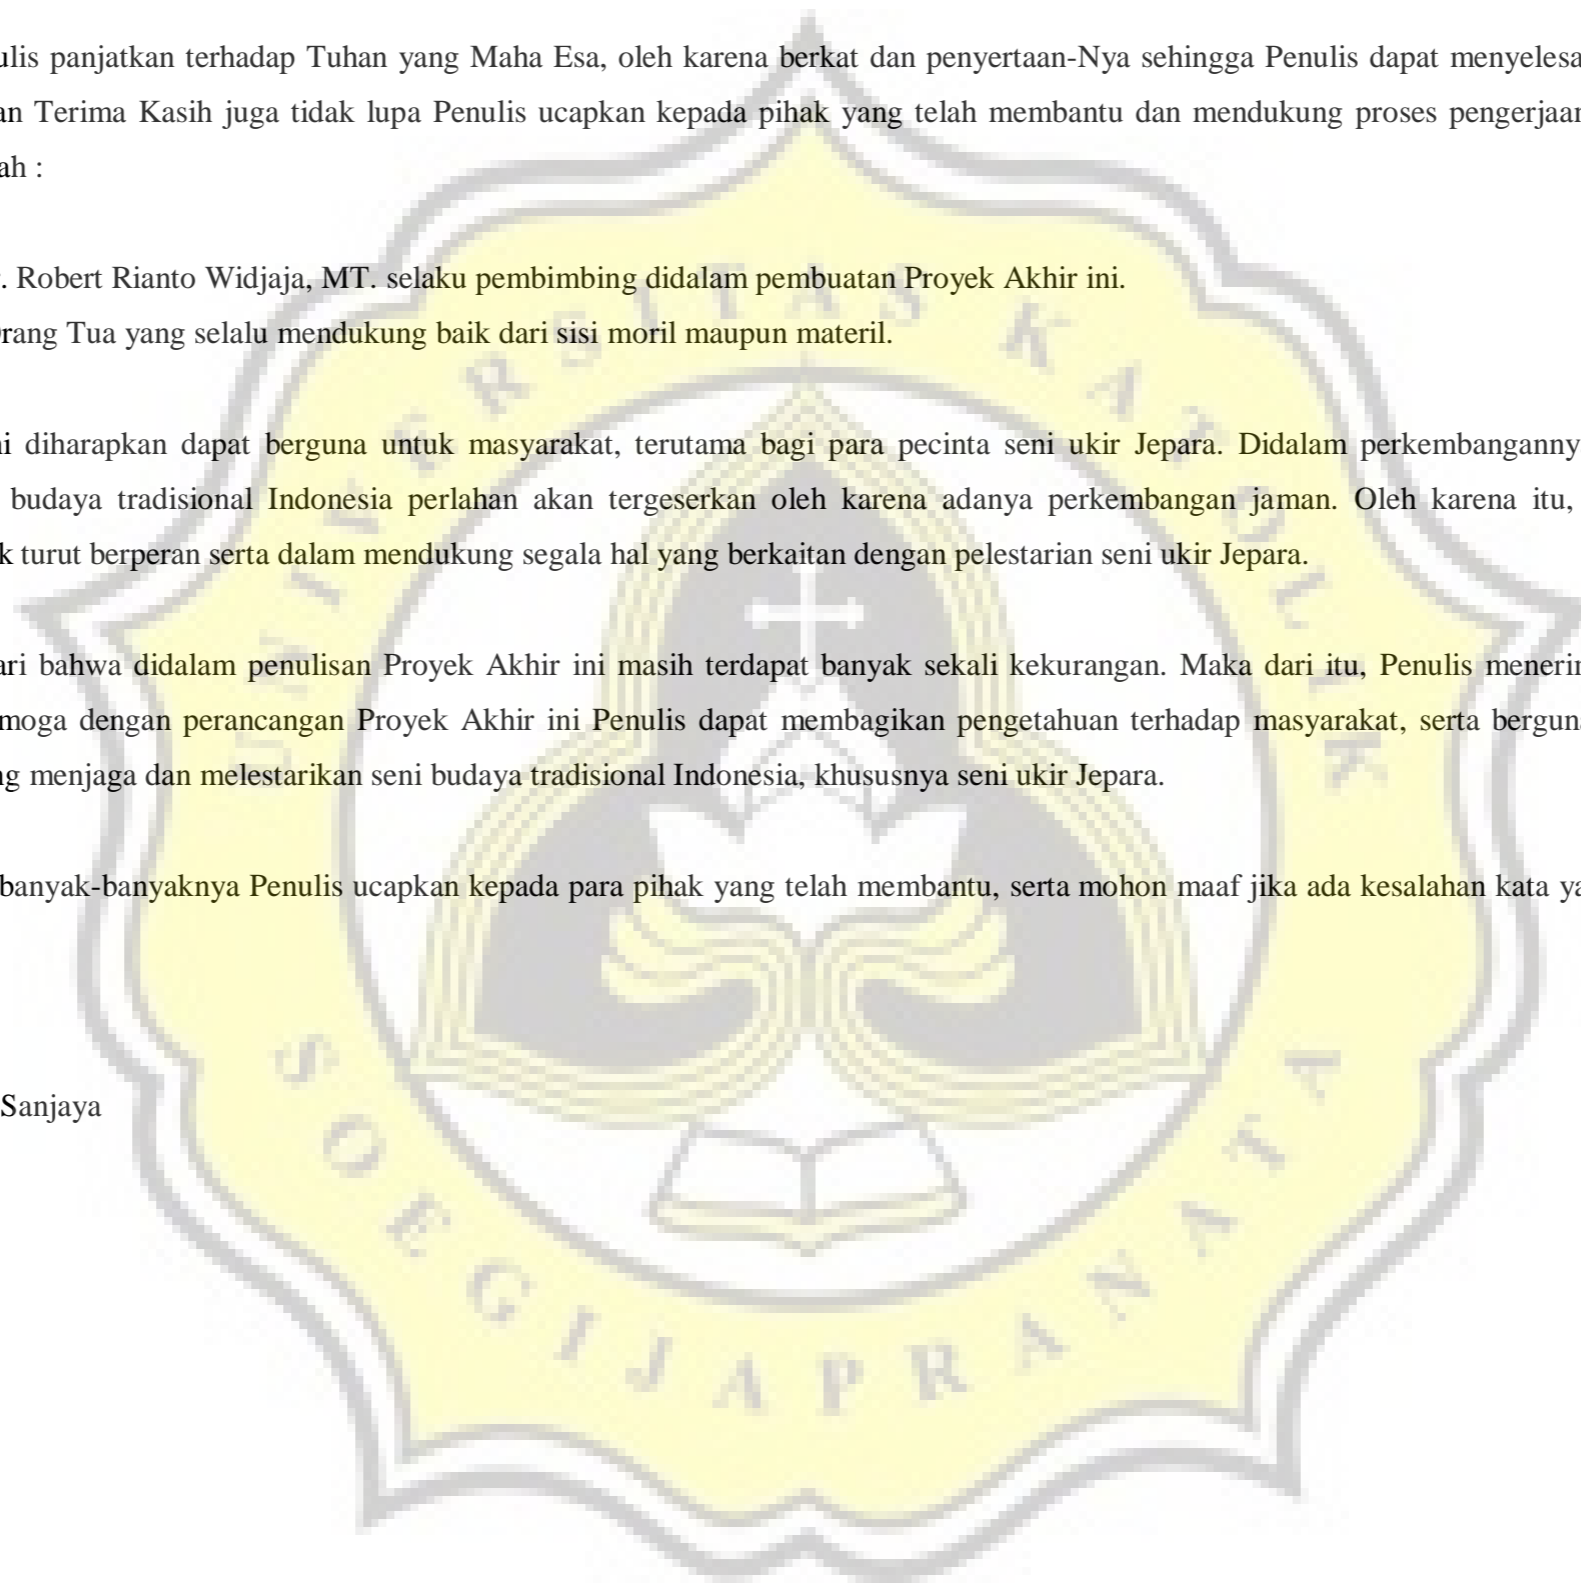 ulis panjatkan terhadap Tuhan yang Maha Esa, oleh karena berkat dan penyertaan-Nya sehingga Penulis dapat menyelesa
an Terima Kasih juga tidak lupa Penulis ucapkan kepada pihak yang telah membantu dan mendukung proses pengerjaan
ah :
. Robert Rianto Widjaja, MT. selaku pembimbing didalam pembuatan Proyek Akhir ini.
rang Tua yang selalu mendukung baik dari sisi moril maupun materil.
ni diharapkan dapat berguna untuk masyarakat, terutama bagi para pecinta seni ukir Jepara. Didalam perkembanganny
budaya tradisional Indonesia perlahan akan tergeserkan oleh karena adanya perkembangan jaman. Oleh karena itu,
k turut berperan serta dalam mendukung segala hal yang berkaitan dengan pelestarian seni ukir Jepara.
ari bahwa didalam penulisan Proyek Akhir ini masih terdapat banyak sekali kekurangan. Maka dari itu, Penulis menerin
moga dengan perancangan Proyek Akhir ini Penulis dapat membagikan pengetahuan terhadap masyarakat, serta berguna
ng menjaga dan melestarikan seni budaya tradisional Indonesia, khususnya seni ukir Jepara.
banyak-banyaknya Penulis ucapkan kepada para pihak yang telah membantu, serta mohon maaf jika ada kesalahan kata ya
Sanjaya
UNIVERSITAS KATOLIK
SOEGIJAPRANATA